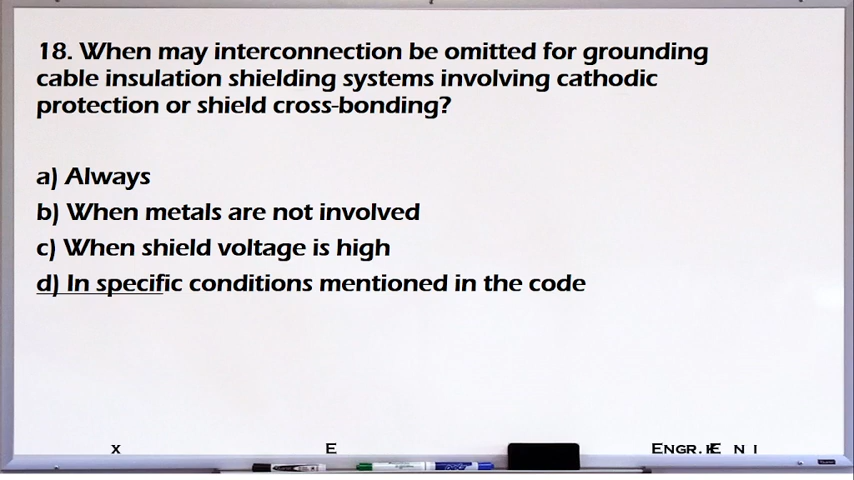 18. When may interconnection be omitted for grounding
cable insulation shielding systems involving cathodic
protection or shield cross-bonding?
a) Always
b) When metals are not involved
c) When shield voltage is high
d) In specific conditions mentioned in the code
X E ENGR.